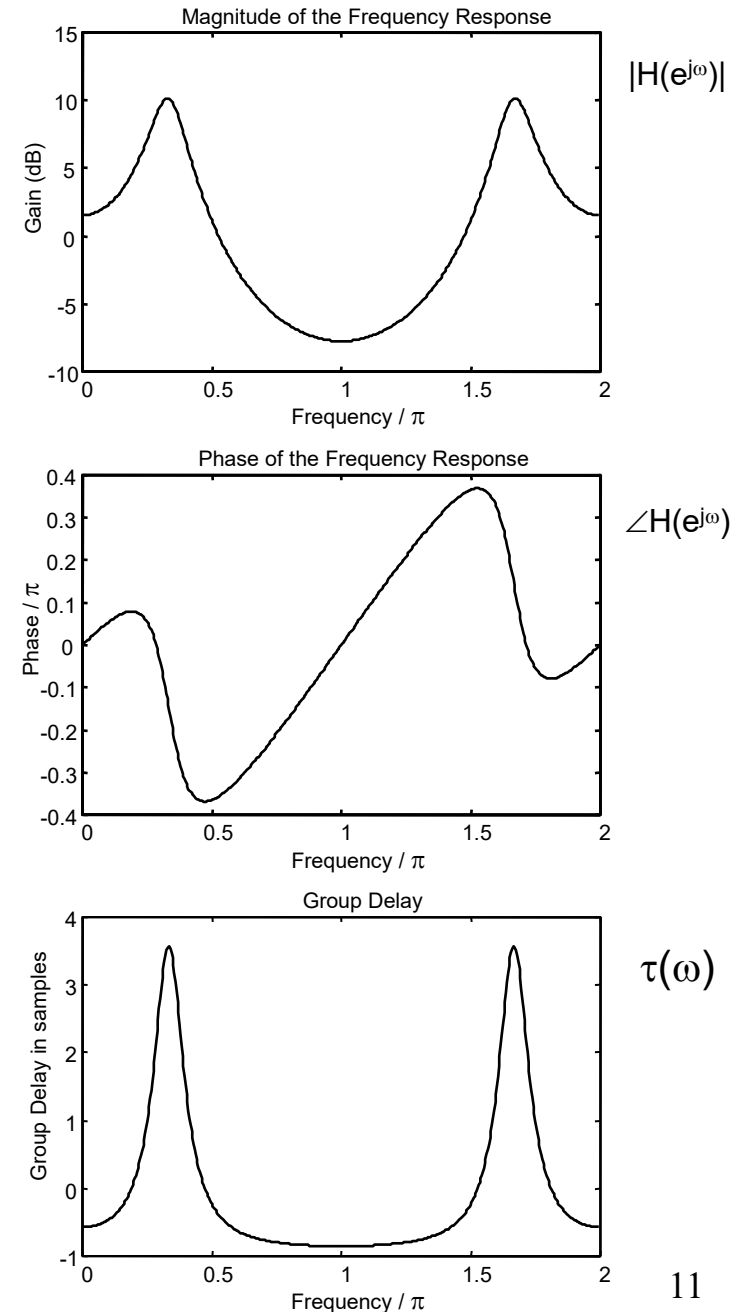 Magnitude of the Frequency Response
|H(e^jω)|
15
10
5
0
-5
-10
Gain (dB)
0 0.5 1 1.5 2
Frequency / π
Phase of the Frequency Response
∠H(e^jω)
0.4
0.3
0.2
0.1
0
-0.1
-0.2
-0.3
-0.4
Phase / π
0 0.5 1 1.5 2
Frequency / π
Group Delay
τ(ω)
4
3
2
1
0
-1
Group Delay in samples
0 0.5 1 1.5 2
Frequency / π
11